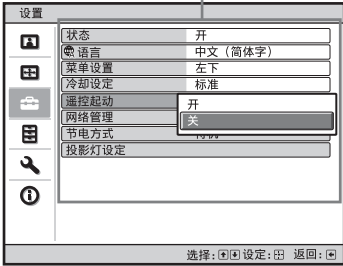 设置
状态 开
语言 中文（简体字）
菜单设置 左下
冷却设定 标准
遥控起动 开
网络管理 关
节电方式
投影灯设定
选择： 设定： 返回：